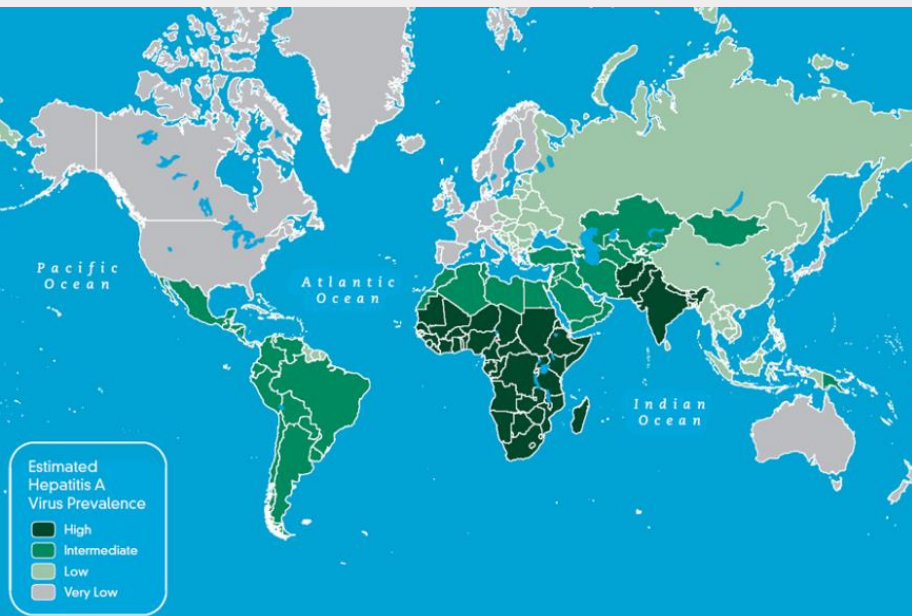 Pacific
Ocean
Atlantic
Ocean
Indian
Ocean
Estimated
Hepatitis A
Virus Prevalence
High
Intermediate
Low
Very Low